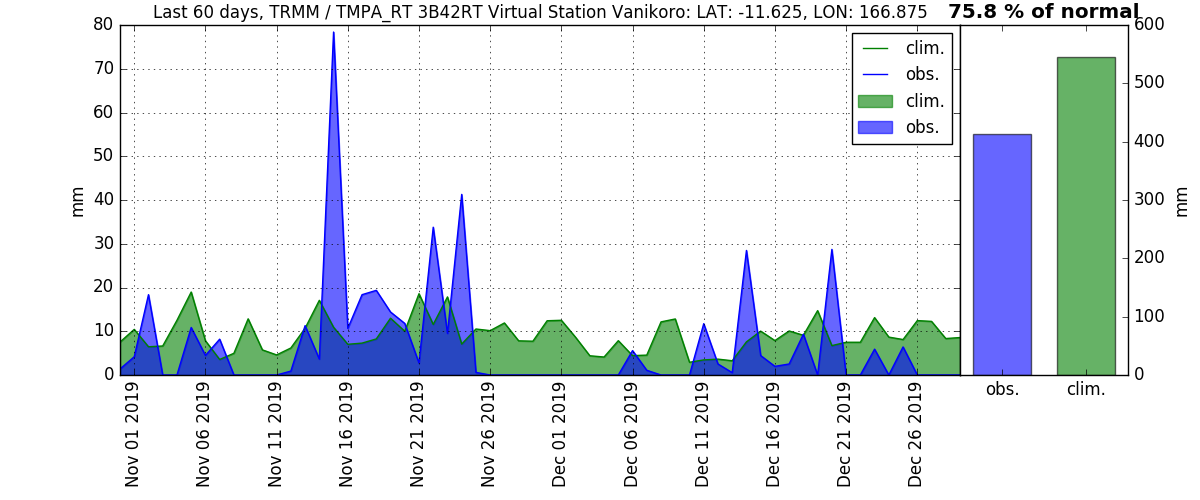 Last 60 days, TRMM / TMPA_RT 3B42RT Virtual Station Vanikoro: LAT: -11.625, LON: 166.875
75.8 % of normal
80
70
60
50
40
30
20
10
0
mm
clim.
obs.
clim.
obs.
Nov 01 2019
Nov 06 2019
Nov 11 2019
Nov 16 2019
Nov 21 2019
Nov 26 2019
Dec 01 2019
Dec 06 2019
Dec 11 2019
Dec 16 2019
Dec 21 2019
Dec 26 2019
600
500
400
300
200
100
0
mm
obs.
clim.